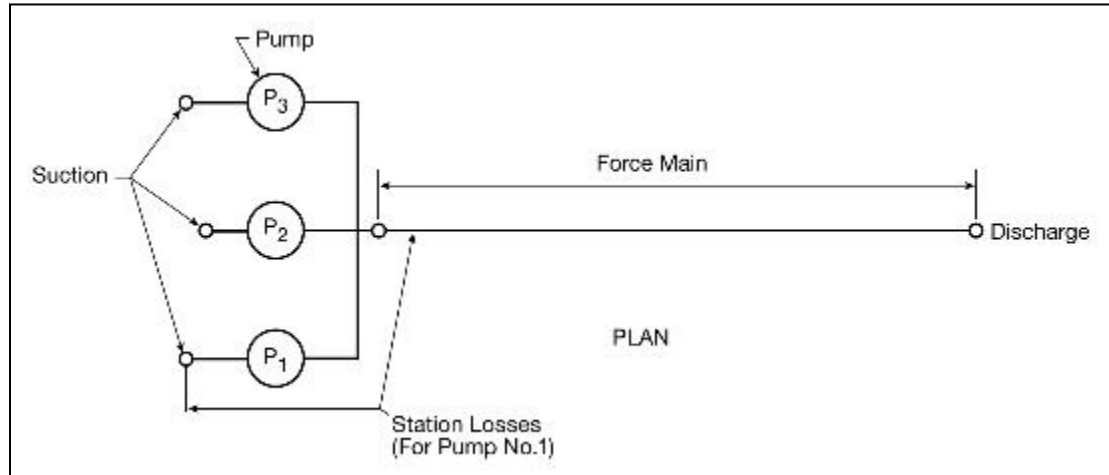 Pump
P3
Suction
Force Main
P2
Discharge
P1
PLAN
Station Losses
(For Pump No.1)